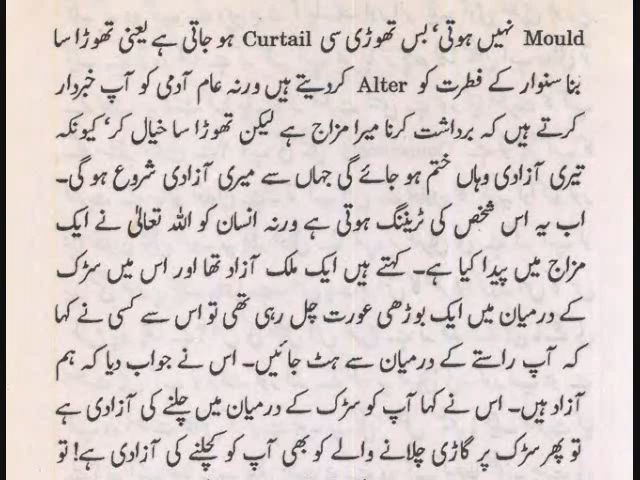 Mould نہیں ہوتی‘ بس تھوڑی سی Curtail ہو جاتی ہے یعنی تھوڑا سا
بنا سنوار کے فطرت کو Alter کر دیتے ہیں ورنہ عام آدمی کو آپ خبردار
کرتے ہیں کہ برداشت کرنا میرا مزاج ہے لیکن تھوڑا سا خیال کر‘ کیونکہ
تیری آزادی وہاں ختم ہو جائے گی جہاں سے میری آزادی شروع ہو گی۔
اب یہ اس شخص کی ٹریننگ ہوتی ہے ورنہ انسان کو اللہ تعالیٰ نے ایک
مزاج میں پیدا کیا ہے۔ کہتے ہیں ایک ملک آزاد تھا اور اس میں سڑک
کے درمیان میں ایک بوڑھی عورت چل رہی تھی تو اس سے کسی نے کہا
کہ آپ راستے کے درمیان سے ہٹ جائیں۔ اس نے جواب دیا کہ ہم
آزاد ہیں۔ اس نے کہا آپ کو سڑک کے درمیان میں چلنے کی آزادی ہے
تو پھر سڑک پر گاڑی چلانے والے کو بھی آپ کو کچلنے کی آزادی ہے! تو